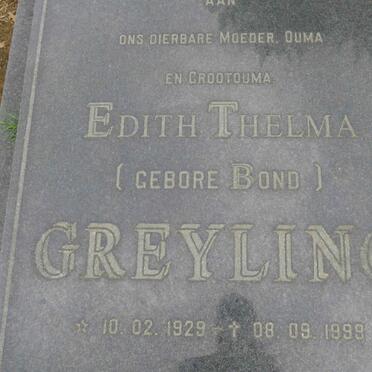 AAN
ONS DIERBARE MOEDER, OUMA
EN GROOTOUMA
EDITH THELMA
( GEBORE BOND )
GREYLING
☆ 10. 02. 1929 - ✝ 08. 09. 1999